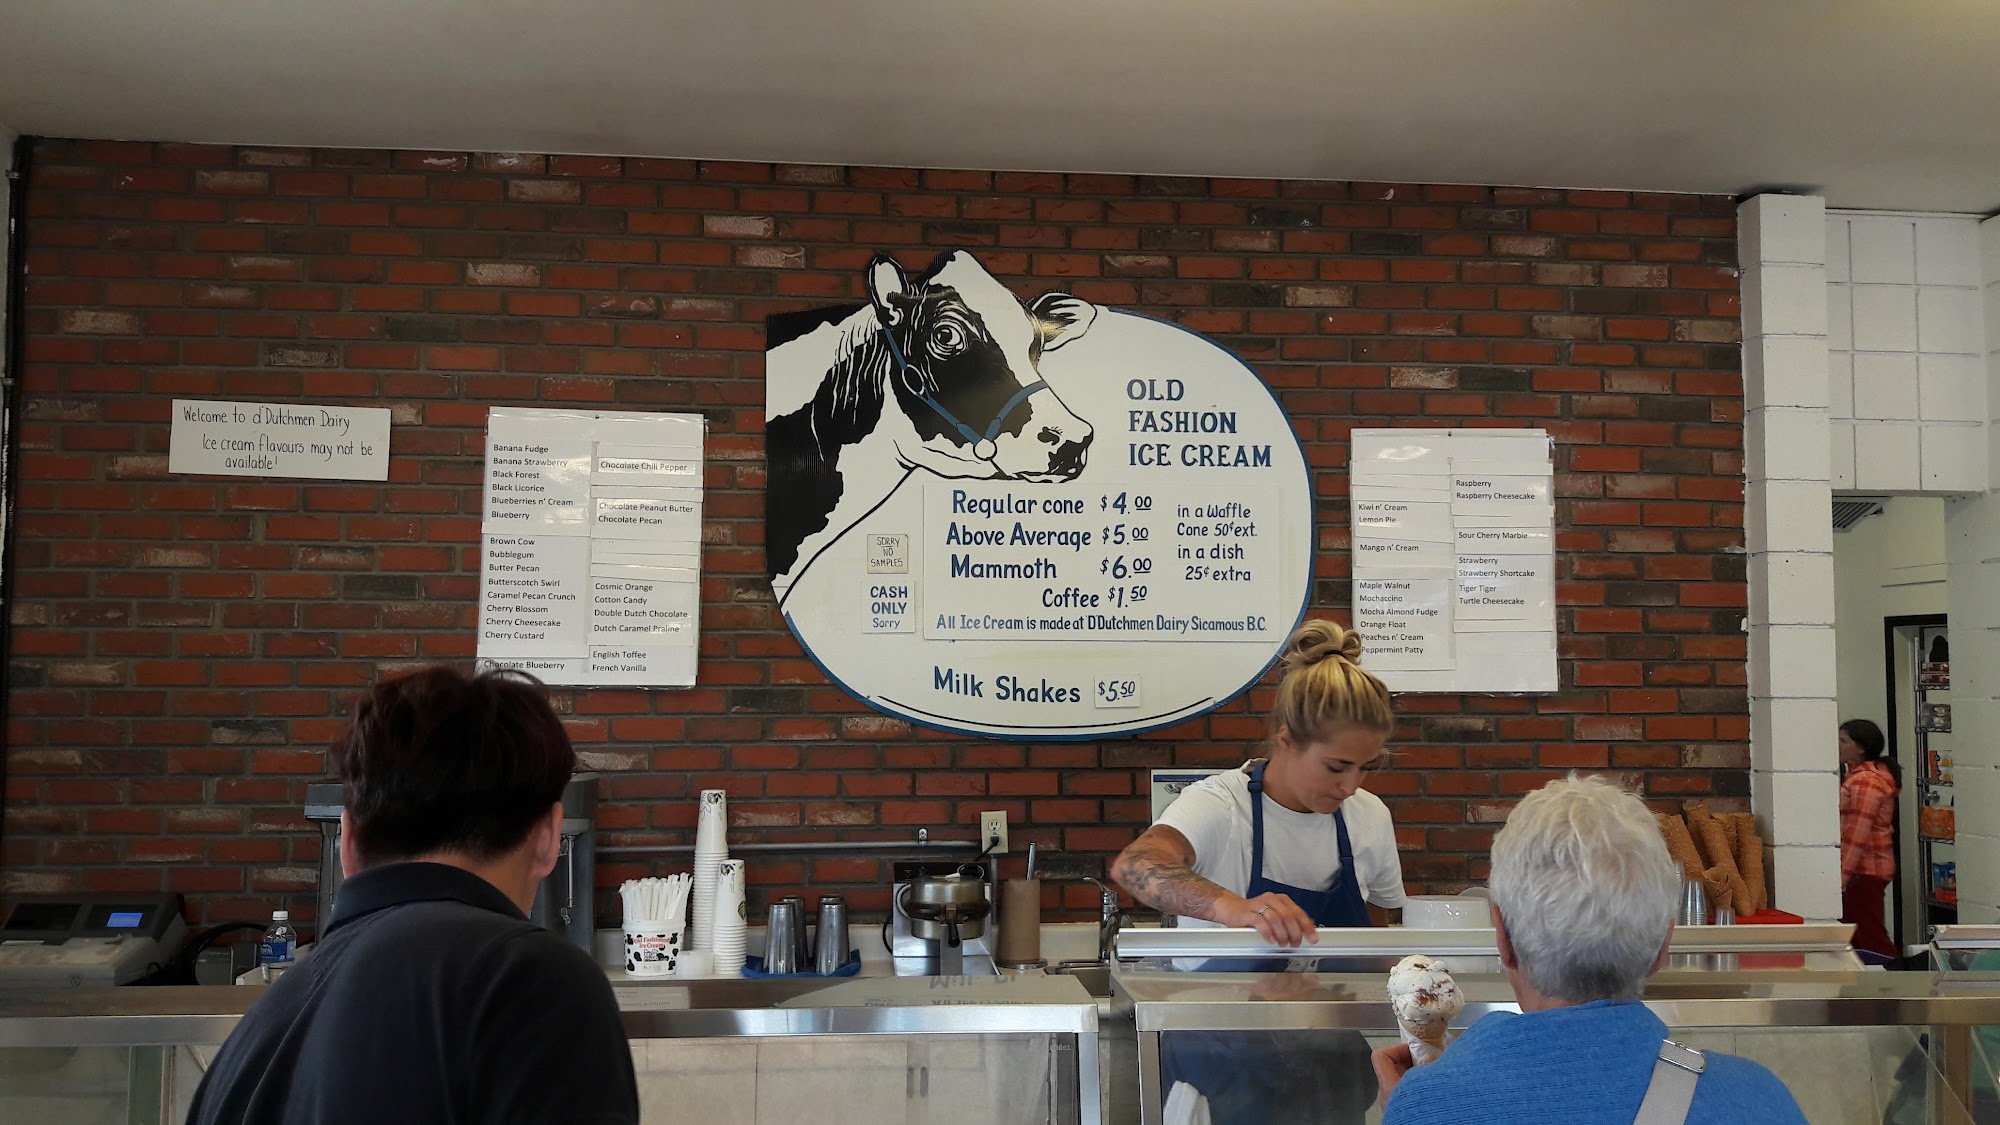 Welcome to d'Dutchmen Dairy
Ice cream flavours may not be
available!
Banana Fudge
Banana Strawberry
Black Forest
Black Licorice
Blueberries n' Cream
Blueberry
Brown Cow
Bubblegum
Butter Pecan
Butterscotch Swirl
Caramel Pecan Crunch
Cherry Blossom
Cherry Cheesecake
Cherry Custard
Chocolate Blueberry
Chocolate Chili Pepper
Chocolate Peanut Butter
Chocolate Pecan
Cosmic Orange
Cotton Candy
Double Dutch Chocolate
Dutch Caramel Praline
English Toffee
French Vanilla
OLD
FASHION
ICE CREAM
Regular cone $4.00
Above Average $5.00
Mammoth $6.00
Coffee $1.50
in a Waffle
Cone 50¢ ext.
in a dish
25¢ extra
All Ice Cream is made at D'Dutchmen Dairy Sicamous B.C.
SORRY
NO
SAMPLES
CASH
ONLY
Sorry
Milk Shakes $5.50
Kiwi n' Cream
Lemon Pie
Mango n' Cream
Maple Walnut
Mochaccino
Mocha Almond Fudge
Orange Float
Peaches n' Cream
Peppermint Patty
Raspberry
Raspberry Cheesecake
Sour Cherry Marble
Strawberry
Strawberry Shortcake
Tiger Tiger
Turtle Cheesecake
Old Fashioned
Ice Cream